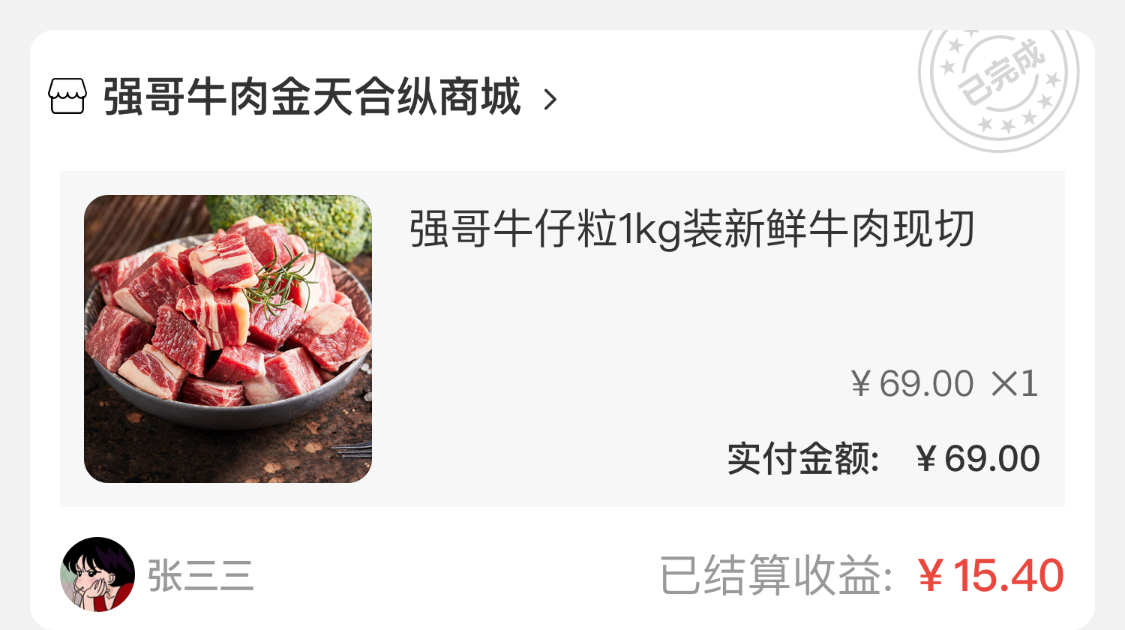 强哥牛肉金天合纵商城
已完成
强哥牛仔粒1kg装新鲜牛肉现切
¥69.00 ×1
实付金额: ¥69.00
张三三
已结算收益: ¥15.40